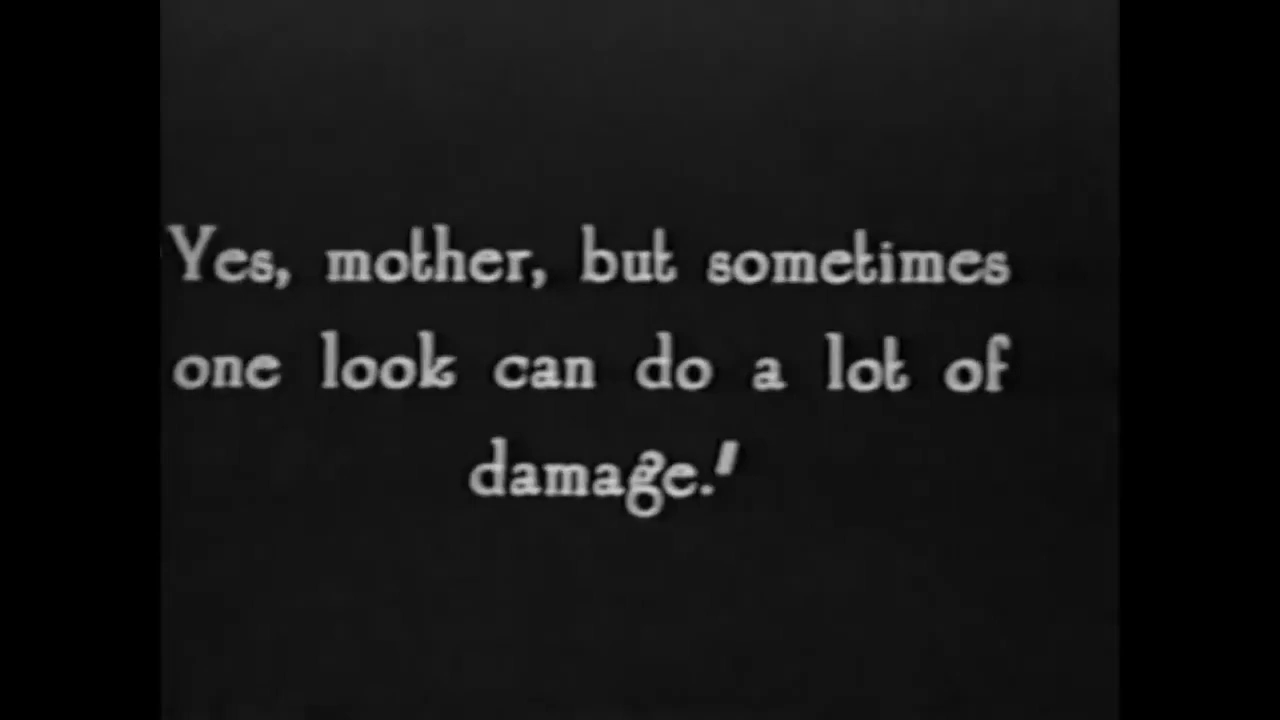 Yes, mother, but sometimes
one look can do a lot of
damage."